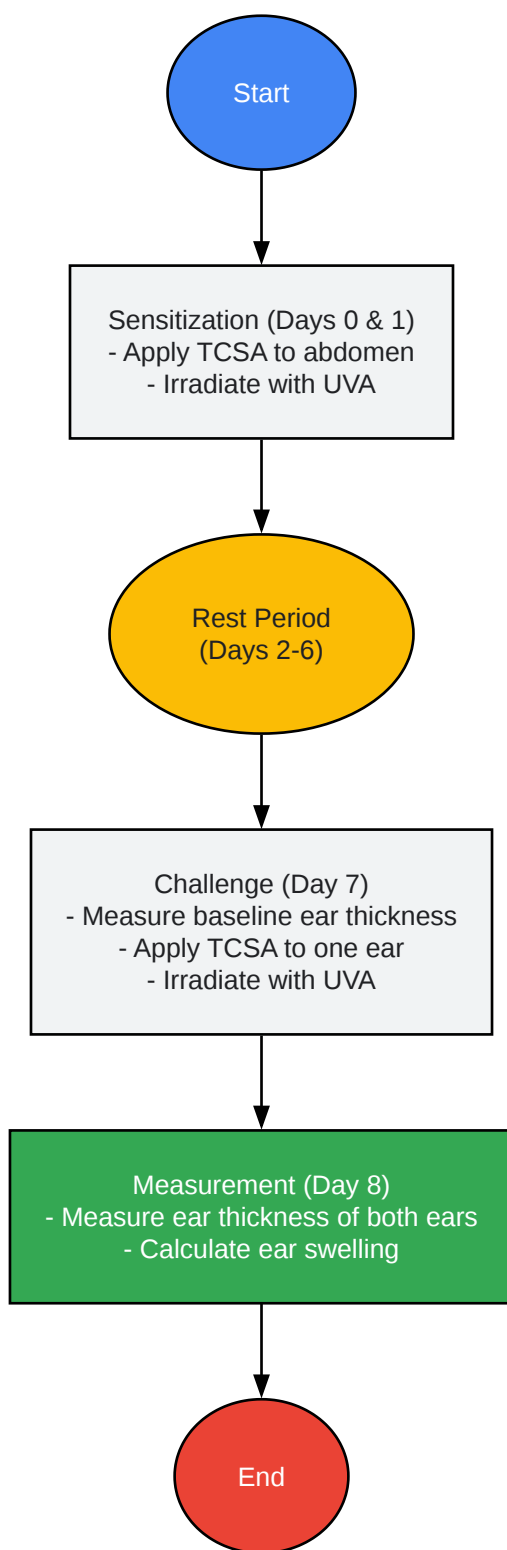 Start
Sensitization (Days 0 & 1)
- Apply TCSA to abdomen
- Irradiate with UVA
Rest Period
(Days 2-6)
Challenge (Day 7)
- Measure baseline ear thickness
- Apply TCSA to one ear
- Irradiate with UVA
Measurement (Day 8)
- Measure ear thickness of both ears
- Calculate ear swelling
End